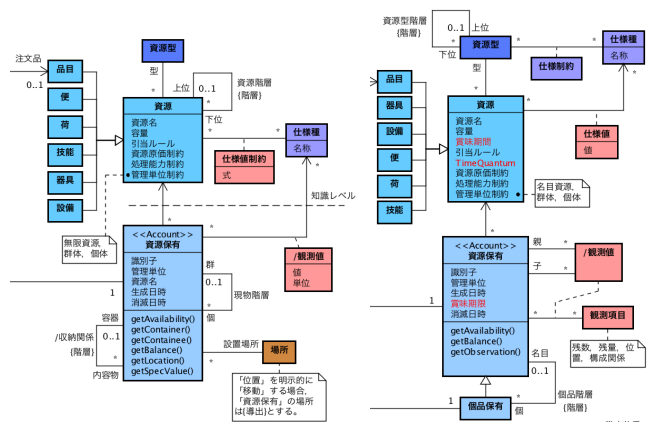 注文品
0..1
品目
便
荷
技能
器具
設備
資源型
型
上位
0..1
資源階層
{階層}
*
*
下位
資源
資源名
容量
引当ルール
資源原価制約
処理能力制約
管理単位制約
*
*
仕様種
名称
仕様値制約
式
*
無限資源,
群体, 個体
知識レベル
*
<<Account>>
資源保有
識別子
管理単位
資源名
生成日時
消滅日時
getAvailability()
getContainer()
getContainee()
getBalance()
getLocation()
getSpecValue()
*
/観測値
値
単位
群
0..1
現物階層
*
個
1
容器
0..1
/収納関係
{階層}
*
内容物
設置場所
*
場所
「位置」を明示的に
「移動」する場合,
「資源保有」の場所
は{導出}とする。
資源型階層
{階層}
0..1
上位
*
下位
資源型
*
*
仕様種
名称
仕様制約
型
*
*
品目
器具
設備
便
荷
技能
資源
資源名
容量
賞味期間
引当ルール
TimeQuantum
資源原価制約
処理能力制約
管理単位制約
*
仕様値
値
名目資源,
群体, 個体
*
<<Account>>
資源保有
識別子
管理単位
生成日時
賞味期限
消滅日時
getAvailability()
getBalance()
getObservation()
親
*
子
*
/観測値
*
*
観測項目
残数, 残量, 位
置, 構成関係
1
名目
0..1
個品階層
{階層}
*
個
1
個品保有